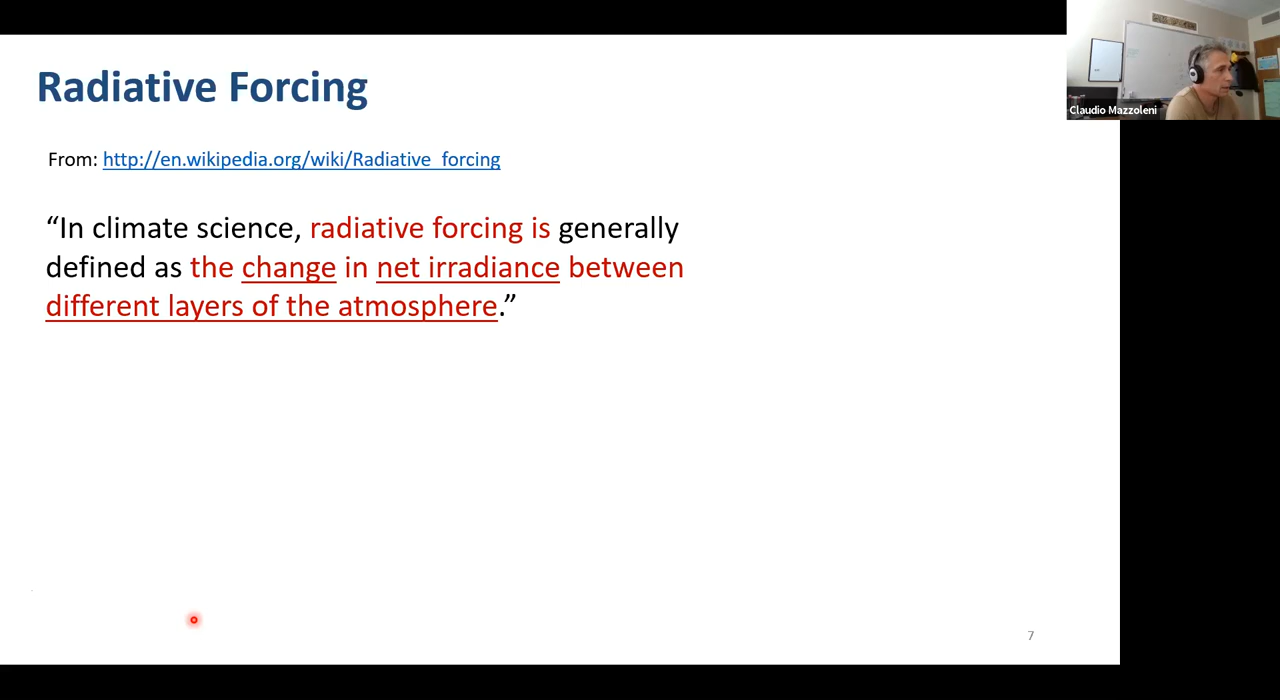 Radiative Forcing
From: http://en.wikipedia.org/wiki/Radiative_forcing
“In climate science, radiative forcing is generally
defined as the change in net irradiance between
different layers of the atmosphere.”
7
Claudio Mazzoleni